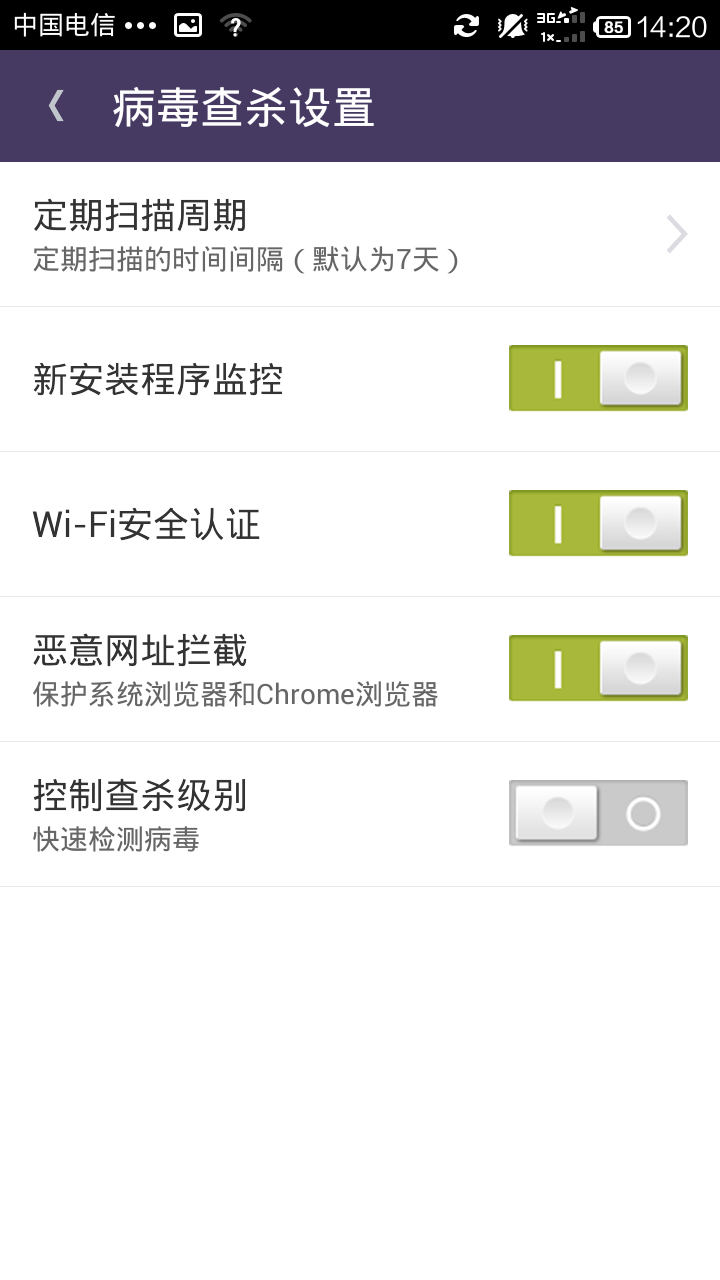 中国电信 ••• 3G 1x 85 14:20
病毒查杀设置
定期扫描周期
定期扫描的时间间隔（默认为7天）
新安装程序监控
Wi-Fi安全认证
恶意网址拦截
保护系统浏览器和Chrome浏览器
控制查杀级别
快速检测病毒